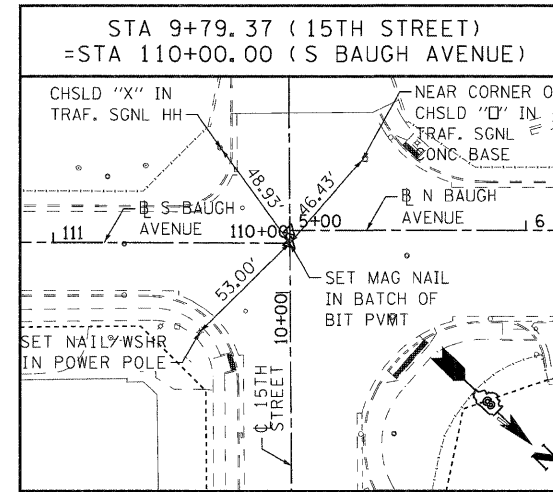 STA 9+79.37 (15TH STREET)
=STA 110+00.00 (S BAUGH AVENUE)
CHSLD "X" IN
TRAF. SGNL HH
NEAR CORNER O
CHSLD "□" IN
TRAF. SGNL
CONC BASE
48.93'
46.43'
BL S BAUGH
AVENUE
BL N BAUGH
AVENUE
111
110+00
5+00
6
53.00'
SET MAG NAIL
IN BATCH OF
BIT PVMT
10+00
SET NAIL/WSHR
IN POWER POLE
CL 15TH
STREET
N